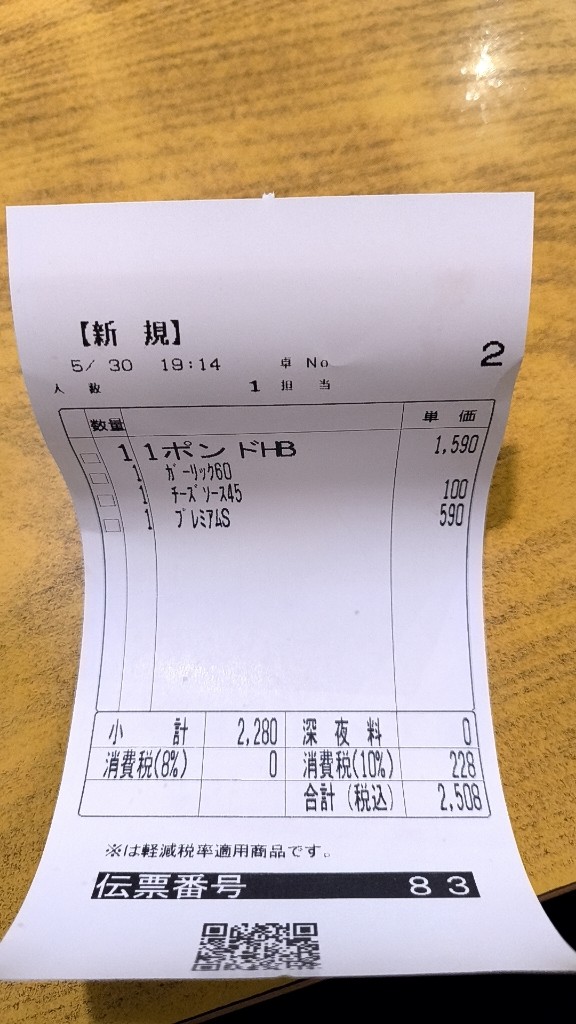 【新 規】
5/ 30 19:14 卓 No 2
人 数 1 担 当
数量 単 価
1 1ポンドHB 1,590
1 ｶﾞｰﾘｯｸ60
1 ﾁｰｽﾞｿｰｽ45 100
1 ﾌﾟﾚﾐｱﾑS 590
小 計 2,280 深 夜 料 0
消費税(8%) 0 消費税(10%) 228
合計（税込） 2,508
※は軽減税率適用商品です。
伝票番号 83